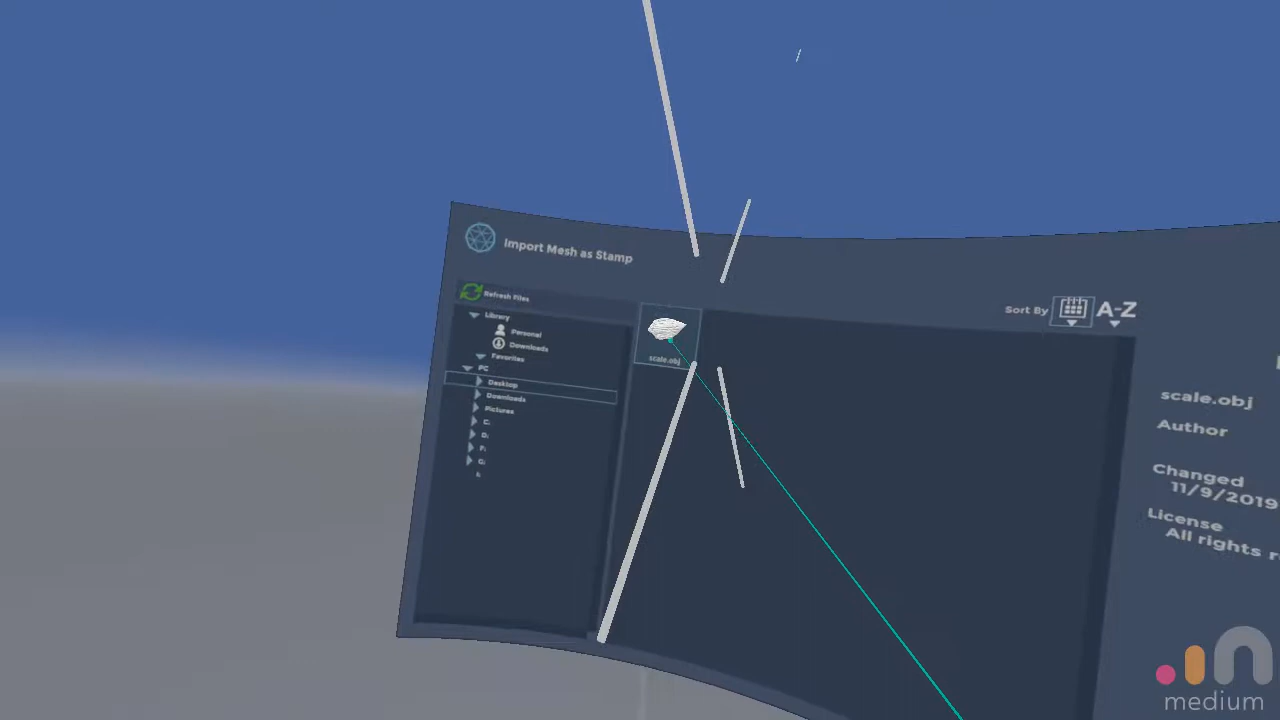 Import Mesh as Stamp
Refresh Files
Library
Personal
Downloads
Favorites
PC
Desktop
Downloads
Pictures
C:
D:
F:
G:
scale.obj
Sort By A-Z
scale.obj
Author
Changed
11/9/2019
License
All rights r
medium